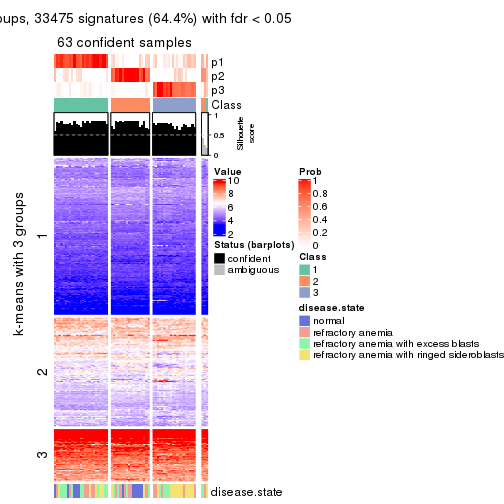 oups, 33475 signatures (64.4%) with fdr < 0.05
63 confident samples
p1
p2
p3
Class
1
0.5
0
Silhouette
score
k-means with 3 groups
1
2
3
disease.state
Value
10
8
6
4
2
Status (barplots)
confident
ambiguous
Prob
1
0.8
0.6
0.4
0.2
0
Class
1
2
3
disease.state
normal
refractory anemia
refractory anemia with excess blasts
refractory anemia with ringed sideroblasts